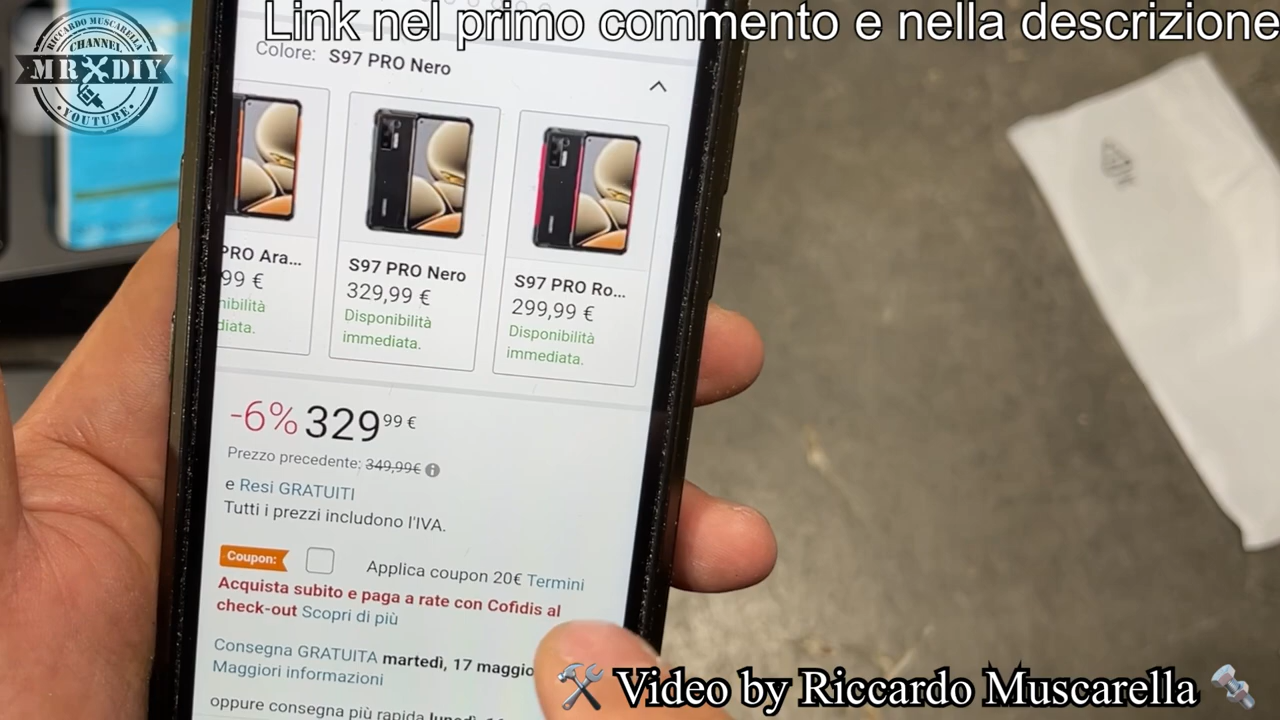 Link nel primo commento e nella descrizione
RICCARDO MUSCARELLA
CHANNEL
MR DIY
YOUTUBE
Colore: S97 PRO Nero
PRO Ara...
99 €
S97 PRO Nero
329,99 €
Disponibilità
immediata.
S97 PRO Ro...
299,99 €
Disponibilità
immediata.
-6% 329 99 €
Prezzo precedente: 349,99€
e Resi GRATUITI
Tutti i prezzi includono l'IVA.
Coupon: Applica coupon 20€ Termini
Acquista subito e paga a rate con Cofidis al
check-out Scopri di più
Consegna GRATUITA martedì, 17 maggio
Maggiori informazioni
oppure consegna più rapida
Video by Riccardo Muscarella